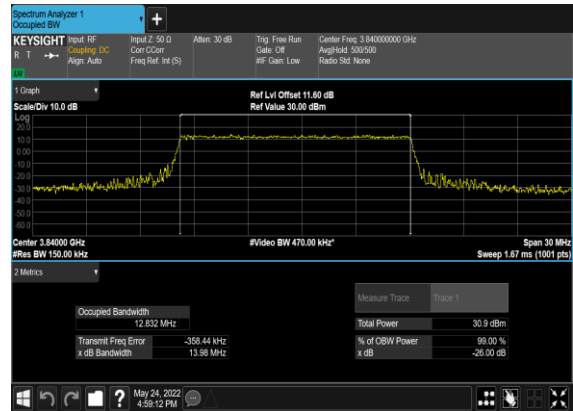 Spectrum Analyzer 1
Occupied BW
+
KEYSIGHT Input: RF Input Z: 50 Ω Atten: 30 dB Trig: Free Run Center Freq: 3.840000000 GHz
R T Coupling: DC Corr CCorr Gate: Off Avg|Hold: 500/500
Align: Auto Freq Ref: Int (S) #IF Gain: Low Radio Std: None
LU
1 Graph
Ref Lvl Offset 11.60 dB
Scale/Div 10.0 dB Ref Value 30.00 dBm
Log
20.0
10.0
0.00
-10.0
-20.0
-30.0
-40.0
-50.0
-60.0
Center 3.84000 GHz #Video BW 470.00 kHz* Span 30 MHz
#Res BW 150.00 kHz Sweep 1.67 ms (1001 pts)
2 Metrics
Measure Trace Trace 1
Occupied Bandwidth
12.832 MHz Total Power 30.9 dBm
Transmit Freq Error -358.44 kHz % of OBW Power 99.00 %
x dB Bandwidth 13.98 MHz x dB -26.00 dB
? May 24, 2022
4:59:12 PM